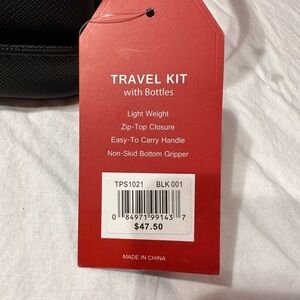 TRAVEL KIT
with Bottles
Light Weight
Zip-Top Closure
Easy-To Carry Handle
Non-Skid Bottom Gripper
TPS1021 BLK 001
0 84971 99143 7
$47.50
MADE IN CHINA